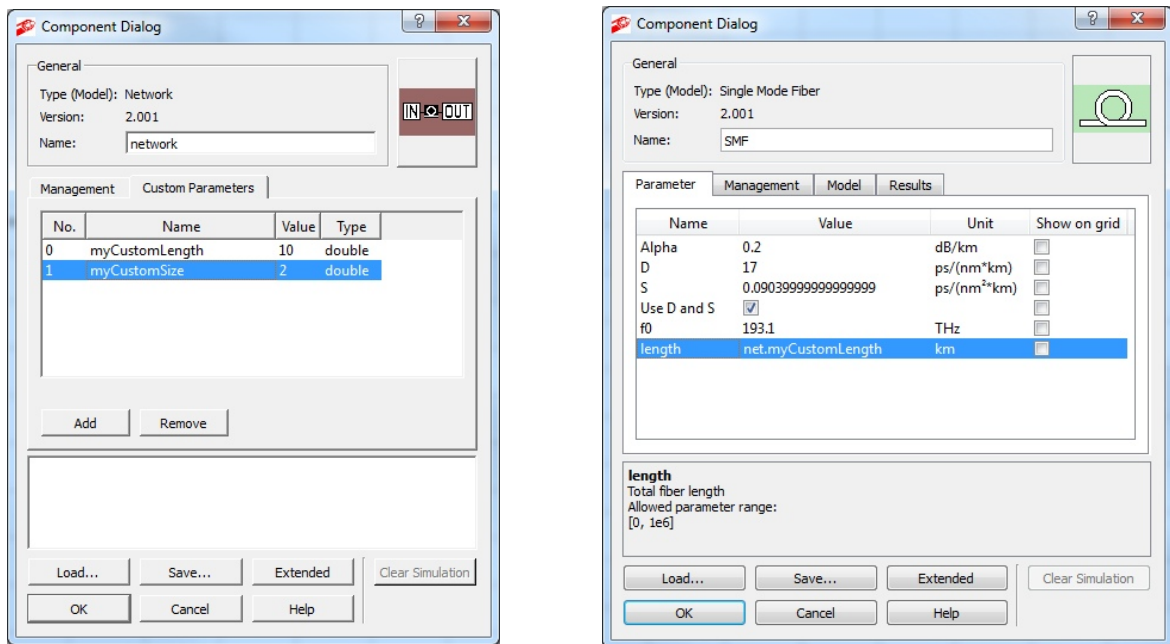 Component Dialog
General
Type (Model): Network
Version: 2.001
Name: network
IN OUT
Management Custom Parameters
No. Name Value Type
0 myCustomLength 10 double
1 myCustomSize 2 double
Add Remove
Load... Save... Extended Clear Simulation
OK Cancel Help
Component Dialog
General
Type (Model): Single Mode Fiber
Version: 2.001
Name: SMF
Parameter Management Model Results
Name Value Unit Show on grid
Alpha 0.2 dB/km
D 17 ps/(nm*km)
S 0.09039999999999999 ps/(nm²*km)
Use D and S
f0 193.1 THz
length net.myCustomLength km
length
Total fiber length
Allowed parameter range:
[0, 1e6]
Load... Save... Extended Clear Simulation
OK Cancel Help